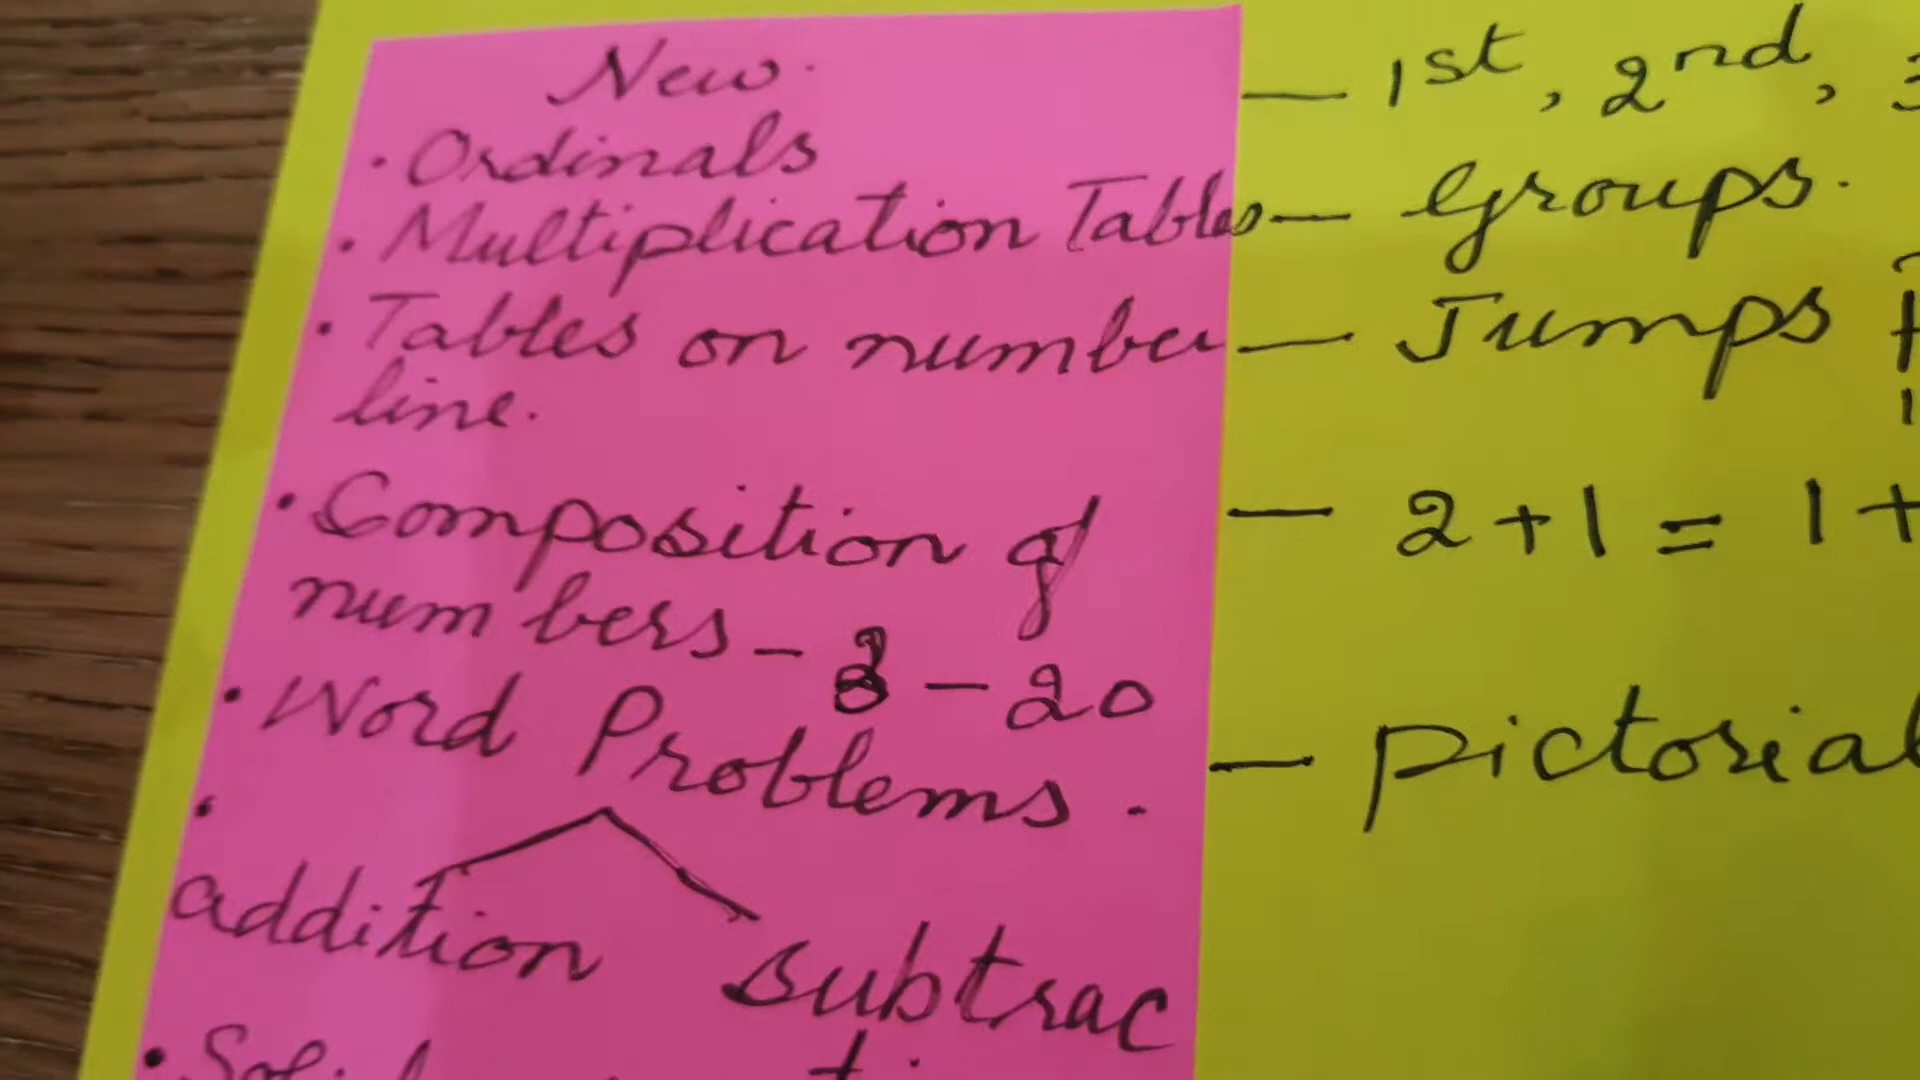 New.
• Ordinals — 1st, 2nd,
• Multiplication Tables — Groups.
• Tables on number — Jumps
line.
• Composition of — 2+1 = 1+
numbers – 3 – 20
• Word Problems. — pictorial
•
addition subtrac